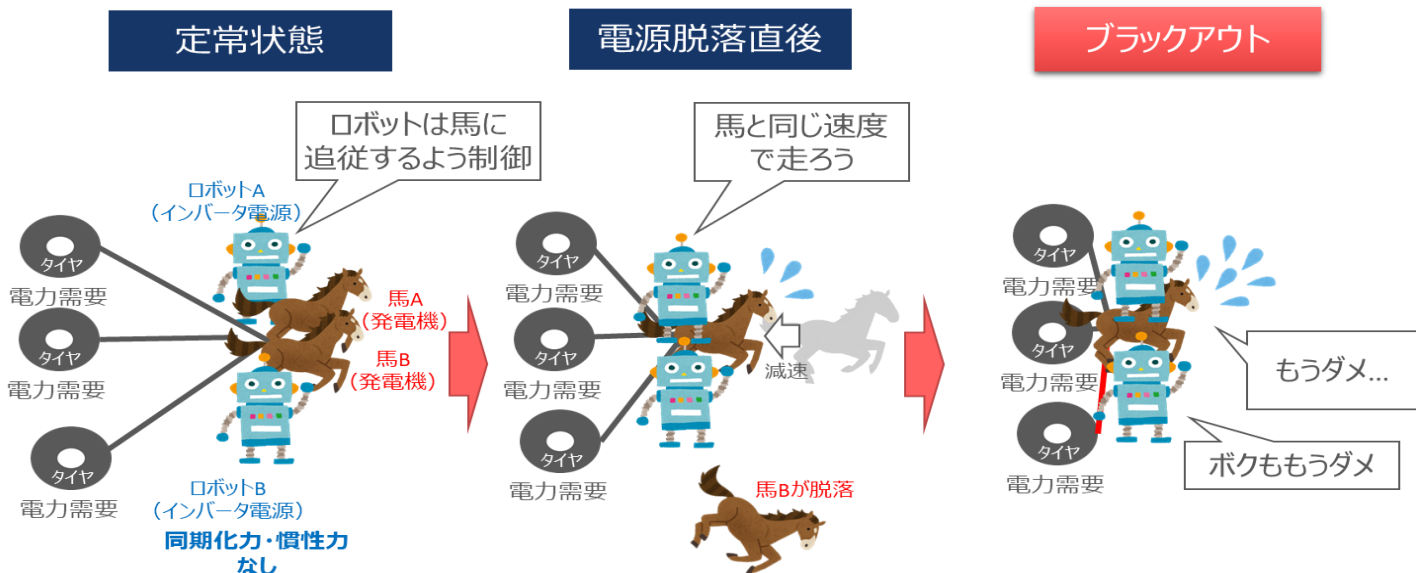 定常状態
ロボットは馬に
追従するよう制御
ロボットA
（インバータ電源）
タイヤ
電力需要
タイヤ
電力需要
タイヤ
電力需要
馬A
（発電機）
馬B
（発電機）
ロボットB
（インバータ電源）
同期化力・慣性力
なし
電源脱落直後
馬と同じ速度
で走ろう
タイヤ
電力需要
タイヤ
電力需要
タイヤ
電力需要
減速
馬Bが脱落
ブラックアウト
タイヤ
電力需要
タイヤ
電力需要
タイヤ
電力需要
もうダメ…
ボクももうダメ